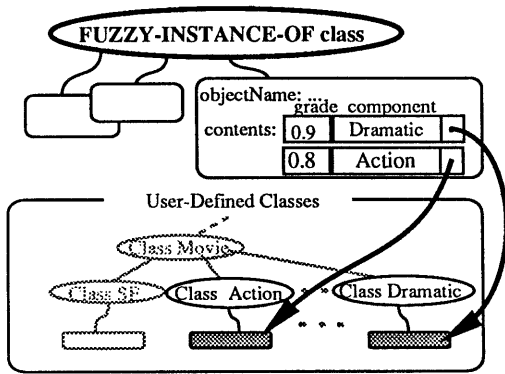 FUZZY-INSTANCE-OF class
objectName: ...
grade component
contents: 0.9 Dramatic
0.8 Action
User-Defined Classes
Class Movie
Class SF Class Action Class Dramatic